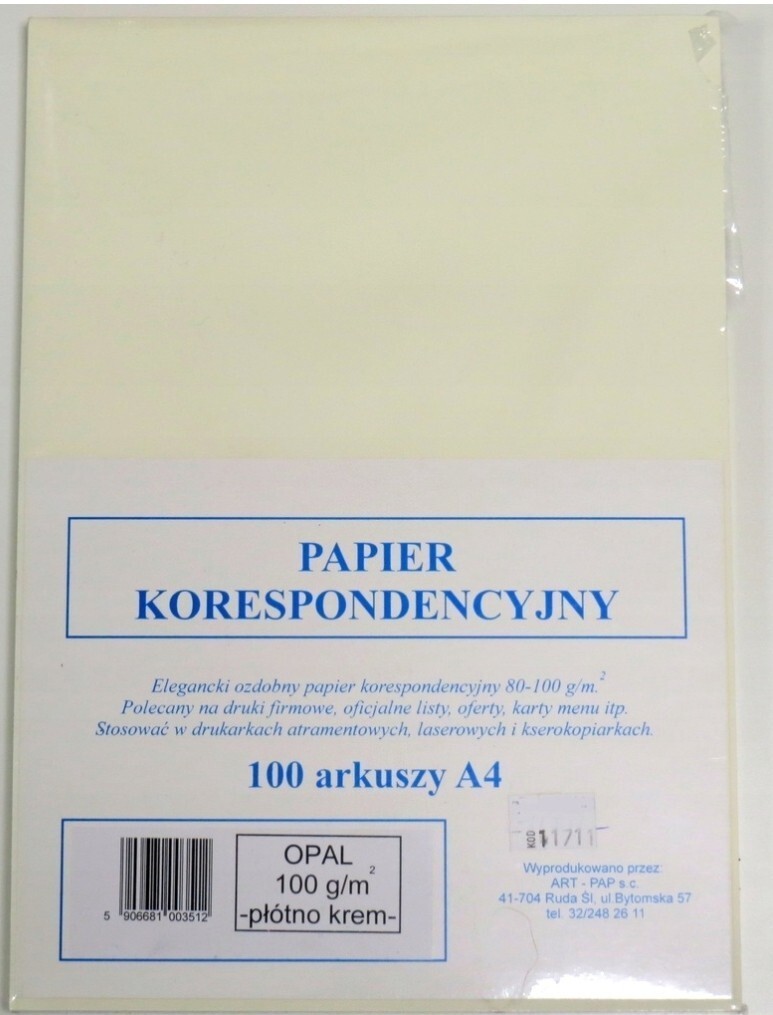 PAPIER
KORESPONDENCYJNY
Elegancki ozdobny papier korespondencyjny 80-100 g/m.²
Polecany na druki firmowe, oficjalne listy, oferty, karty menu itp.
Stosować w drukarkach atramentowych, laserowych i kserokopiarkach.
100 arkuszy A4
KOD 11711
OPAL
100 g/m²
-płótno krem-
5 906681 003512
Wyprodukowano przez:
ART - PAP s.c.
41-704 Ruda Śl, ul.Bytomska 57
tel. 32/248 26 11